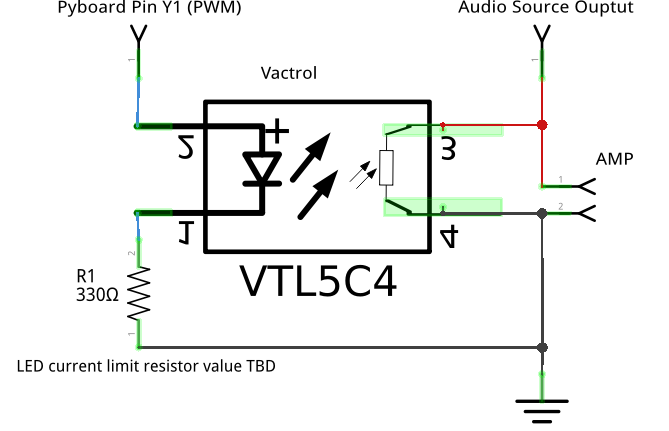 Pyboard Pin Y1 (PWM)
Audio Source Ouptut
1
1
Vactrol
+
2
3
1
AMP
2
1
4
VTL5C4
2
R1
330Ω
1
LED current limit resistor value TBD